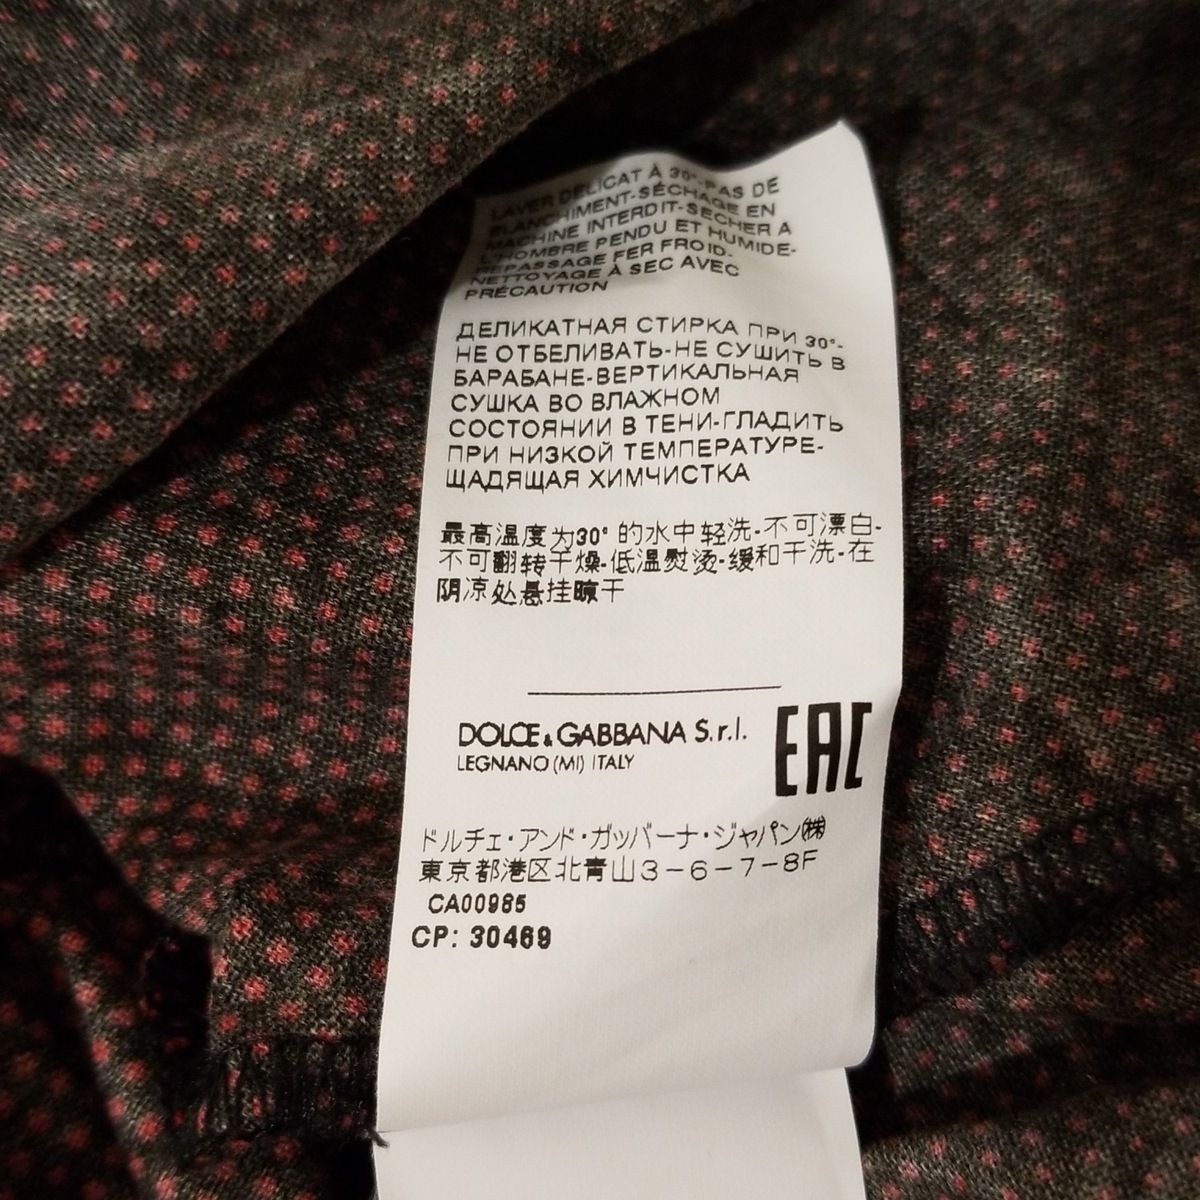 LAVER DÉLICAT À 30°-PAS DE
BLANCHIMENT-SÉCHAGE EN
MACHINE INTERDIT-SECHER A
L'HOMBRE PENDU ET HUMIDE-
REPASSAGE FER FROID-
NETTOYAGE À SEC AVEC
PRÉCAUTION
ДЕЛИКАТНАЯ СТИРКА ПРИ 30°-
НЕ ОТБЕЛИВАТЬ-НЕ СУШИТЬ В
БАРАБАНЕ-ВЕРТИКАЛЬНАЯ
СУШКА ВО ВЛАЖНОМ
СОСТОЯНИИ В ТЕНИ-ГЛАДИТЬ
ПРИ НИЗКОЙ ТЕМПЕРАТУРЕ-
ЩАДЯЩАЯ ХИМЧИСТКА
最高温度为30° 的水中轻洗-不可漂白-
不可翻转干燥-低温熨烫-缓和干洗-在
阴凉处悬挂晾干
DOLCE & GABBANA S.r.l.
LEGNANO (MI) ITALY
EAC
ドルチェ・アンド・ガッバーナ・ジャパン㈱
東京都港区北青山3-6-7-8F
CA00985
CP: 30469